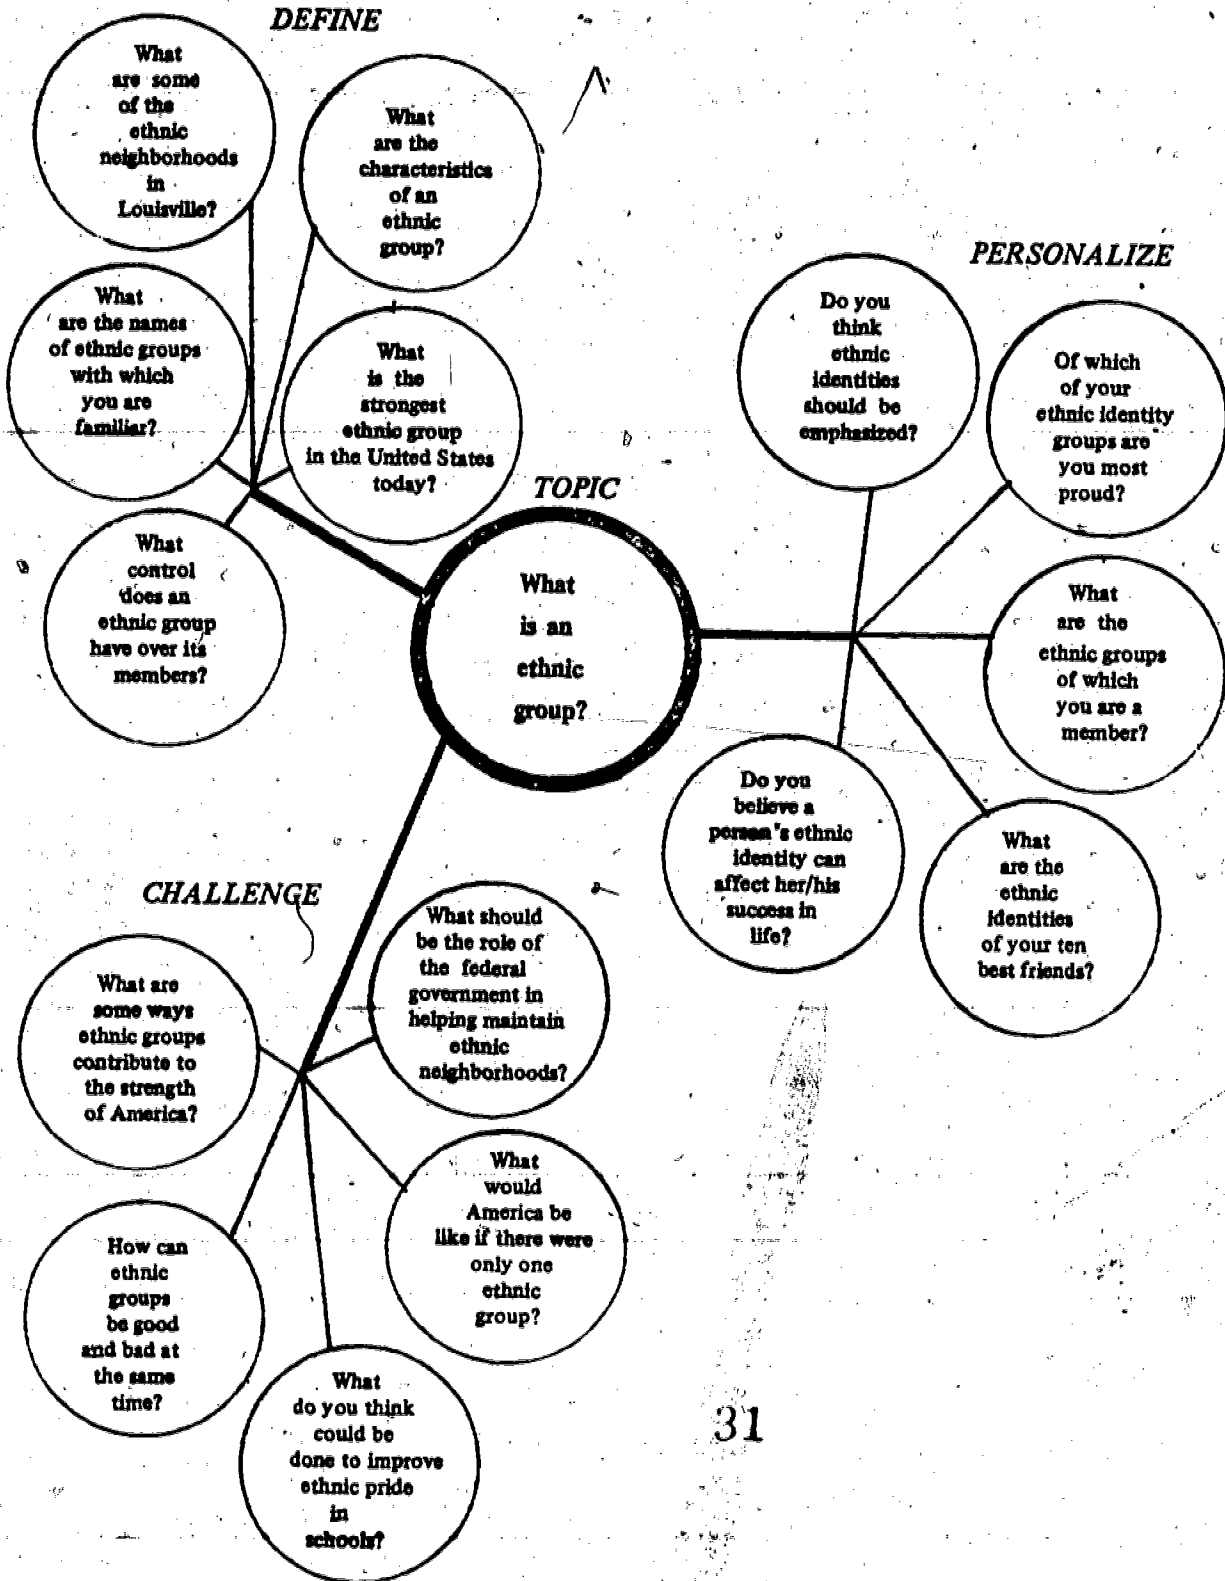 DEFINE
What
are some
of the
ethnic
neighborhoods
in
Louisville?
What
are the
characteristics
of an
ethnic
group?
What
are the names
of ethnic groups
with which
you are
familiar?
What
is the
strongest
ethnic group
in the United States
today?
What
control
does an
ethnic group
have over its
members?
TOPIC
What
is an
ethnic
group?
PERSONALIZE
Do you
think
ethnic
identities
should be
emphasized?
Of which
of your
ethnic identity
groups are
you most
proud?
What
are the
ethnic groups
of which
you are a
member?
Do you
believe a
person's ethnic
identity can
affect her/his
success in
life?
What
are the
ethnic
identities
of your ten
best friends?
CHALLENGE
What should
be the role of
the federal
government in
helping maintain
ethnic
neighborhoods?
What are
some ways
ethnic groups
contribute to
the strength
of America?
What
would
America be
like if there were
only one
ethnic
group?
How can
ethnic
groups
be good
and bad at
the same
time?
What
do you think
could be
done to improve
ethnic pride
in
schools?
31